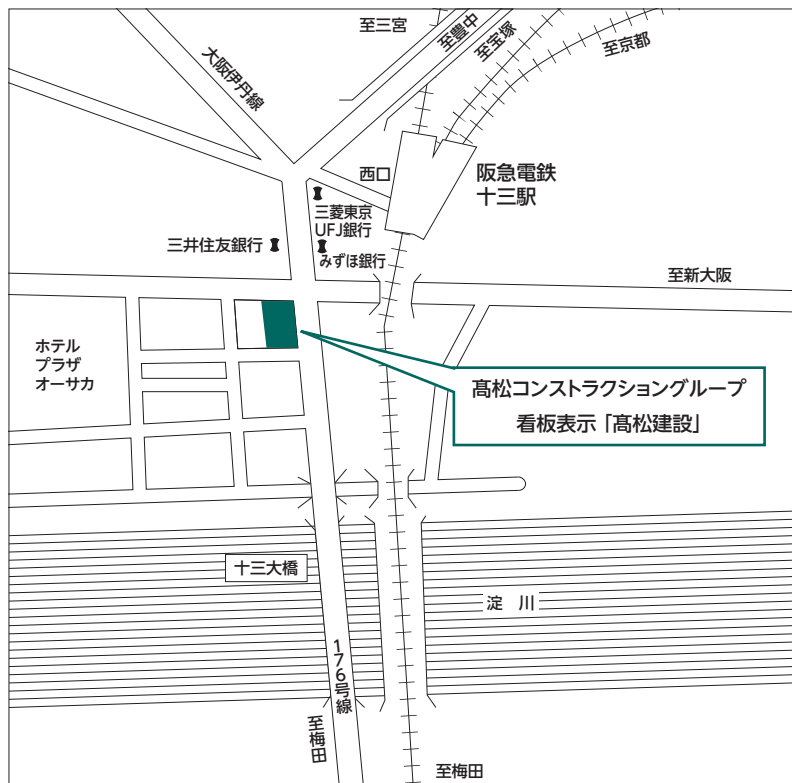 至三宮
至豊中
至宝塚
至京都
大阪伊丹線
西口
阪急電鉄
十三駅
三菱東京
UFJ銀行
三井住友銀行
みずほ銀行
至新大阪
ホテル
プラザ
オーサカ
髙松コンストラクショングループ
看板表示「髙松建設」
十三大橋
淀 川
176号線
至梅田
至梅田